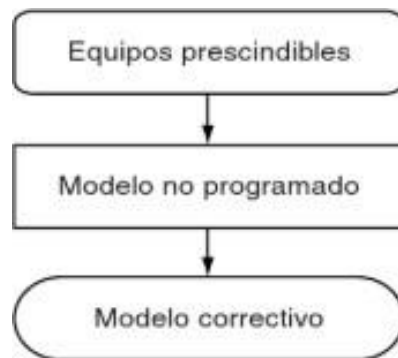 Equipos prescindibles
Modelo no programado
Modelo correctivo